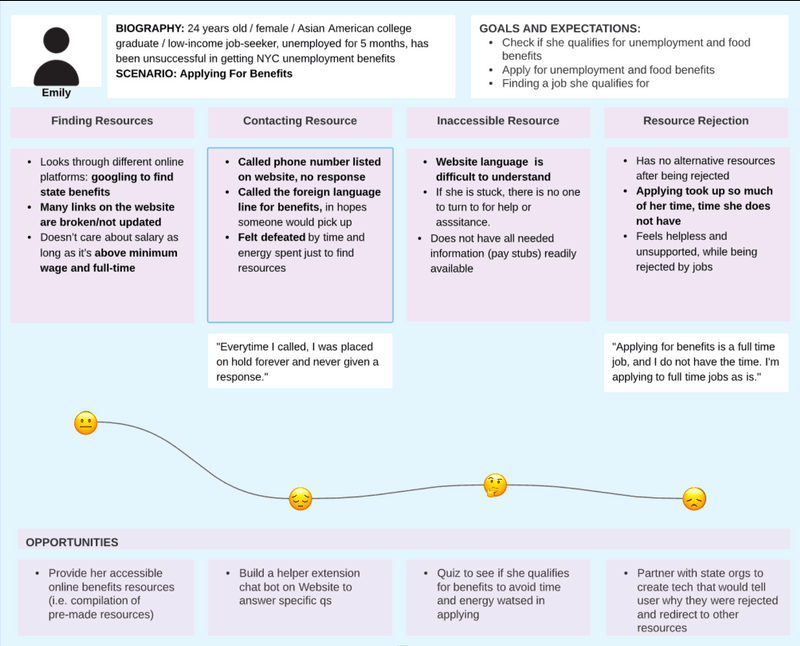 BIOGRAPHY: 24 years old / female / Asian American college
graduate / low-income job-seeker, unemployed for 5 months, has
been unsuccessful in getting NYC unemployment benefits
SCENARIO: Applying For Benefits
Emily
GOALS AND EXPECTATIONS:
• Check if she qualifies for unemployment and food
benefits
• Apply for unemployment and food benefits
• Finding a job she qualifies for
Finding Resources
• Looks through different online
platforms: googling to find
state benefits
• Many links on the website
are broken/not updated
• Doesn't care about salary as
long as it's above minimum
wage and full-time
Contacting Resource
• Called phone number listed
on website, no response
• Called the foreign language
line for benefits, in hopes
someone would pick up
• Felt defeated by time and
energy spent just to find
resources
"Everytime I called, I was placed
on hold forever and never given a
response."
Inaccessible Resource
• Website language is
difficult to understand
• If she is stuck, there is no one
to turn to for help or
asssitance.
• Does not have all needed
information (pay stubs) readily
available
Resource Rejection
• Has no alternative resources
after being rejected
• Applying took up so much
of her time, time she does
not have
• Feels helpless and
unsupported, while being
rejected by jobs
"Applying for benefits is a full time
job, and I do not have the time. I'm
applying to full time jobs as is."
OPPORTUNITIES
• Provide her accessible
online benefits resources
(i.e. compilation of
pre-made resources)
• Build a helper extension
chat bot on Website to
answer specific qs
• Quiz to see if she qualifies
for benefits to avoid time
and energy watsed in
applying
• Partner with state orgs to
create tech that would tell
user why they were rejected
and redirect to other
resources